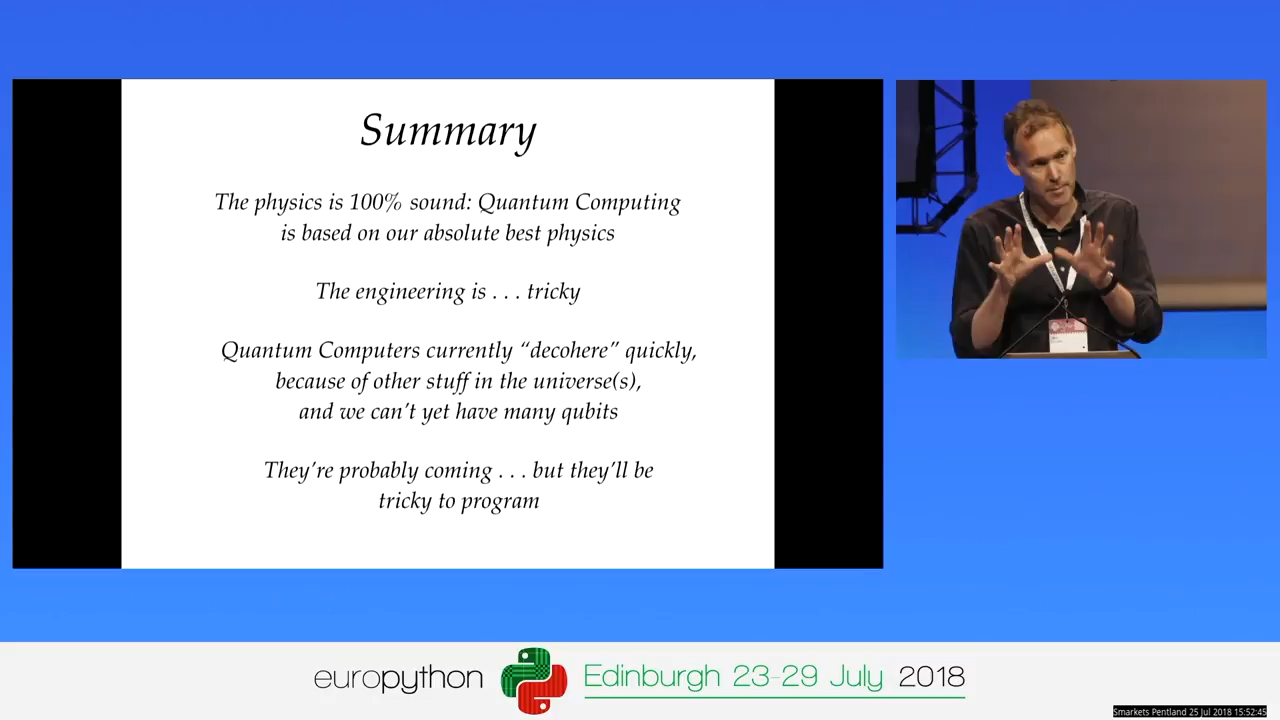 Summary
The physics is 100% sound: Quantum Computing
is based on our absolute best physics
The engineering is . . . tricky
Quantum Computers currently “decohere” quickly,
because of other stuff in the universe(s),
and we can’t yet have many qubits
They’re probably coming . . . but they’ll be
tricky to program
europython Edinburgh 23-29 July 2018
Smarkets Pentland 25 Jul 2018 15:52:45